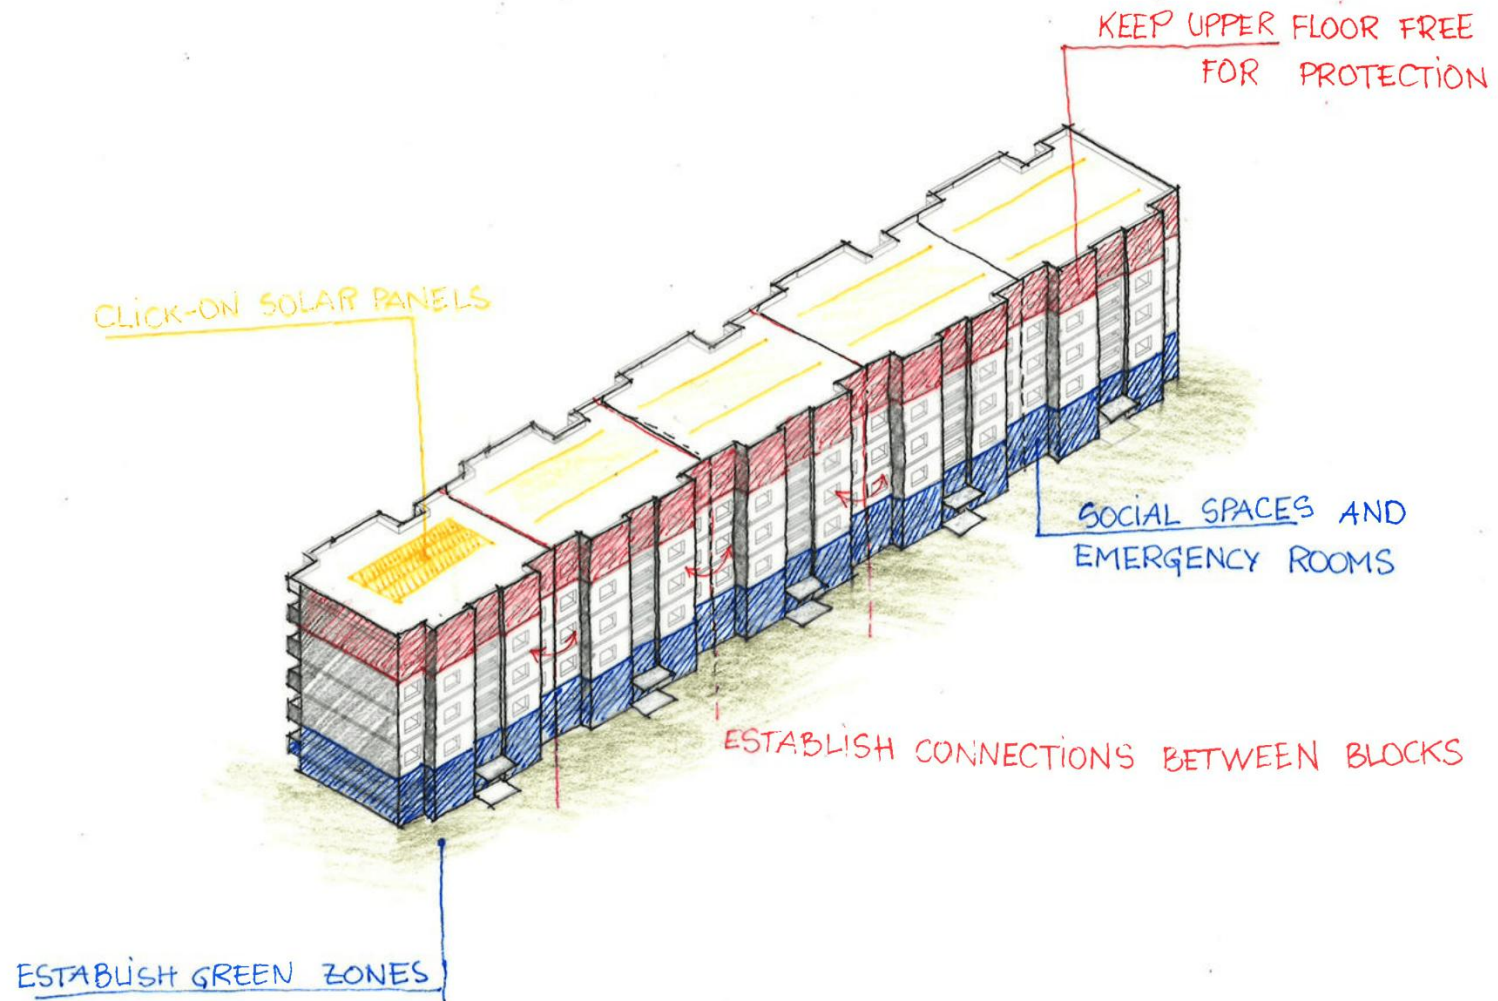 KEEP UPPER FLOOR FREE
FOR PROTECTION
CLICK-ON SOLAR PANELS
SOCIAL SPACES AND
EMERGENCY ROOMS
ESTABLISH CONNECTIONS BETWEEN BLOCKS
ESTABLISH GREEN ZONES